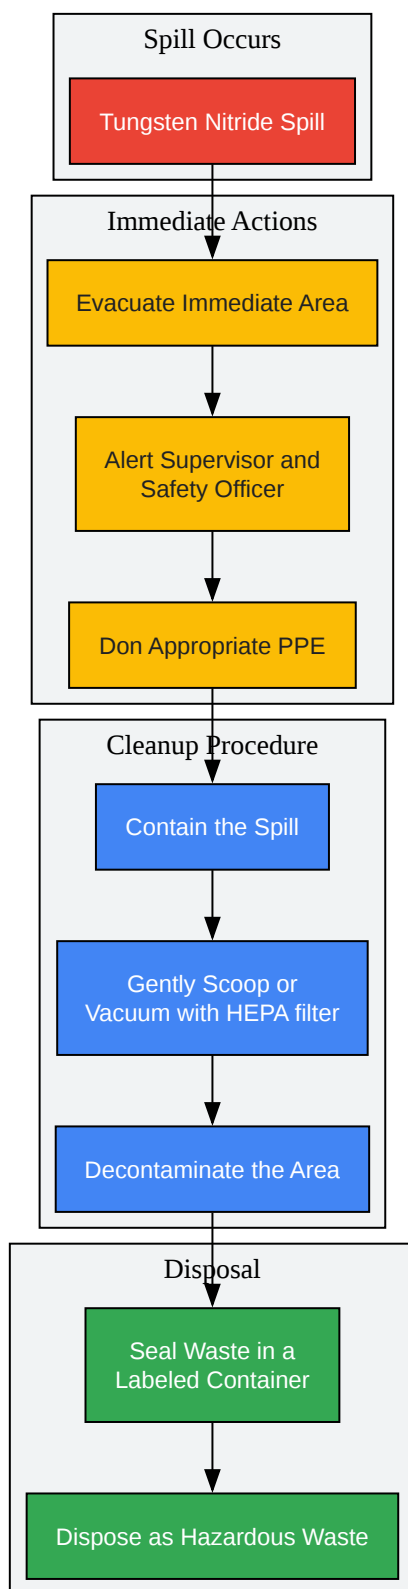 Spill Occurs
Tungsten Nitride Spill
Immediate Actions
Evacuate Immediate Area
Alert Supervisor and
Safety Officer
Don Appropriate PPE
Cleanup Procedure
Contain the Spill
Gently Scoop or
Vacuum with HEPA filter
Decontaminate the Area
Disposal
Seal Waste in a
Labeled Container
Dispose as Hazardous Waste